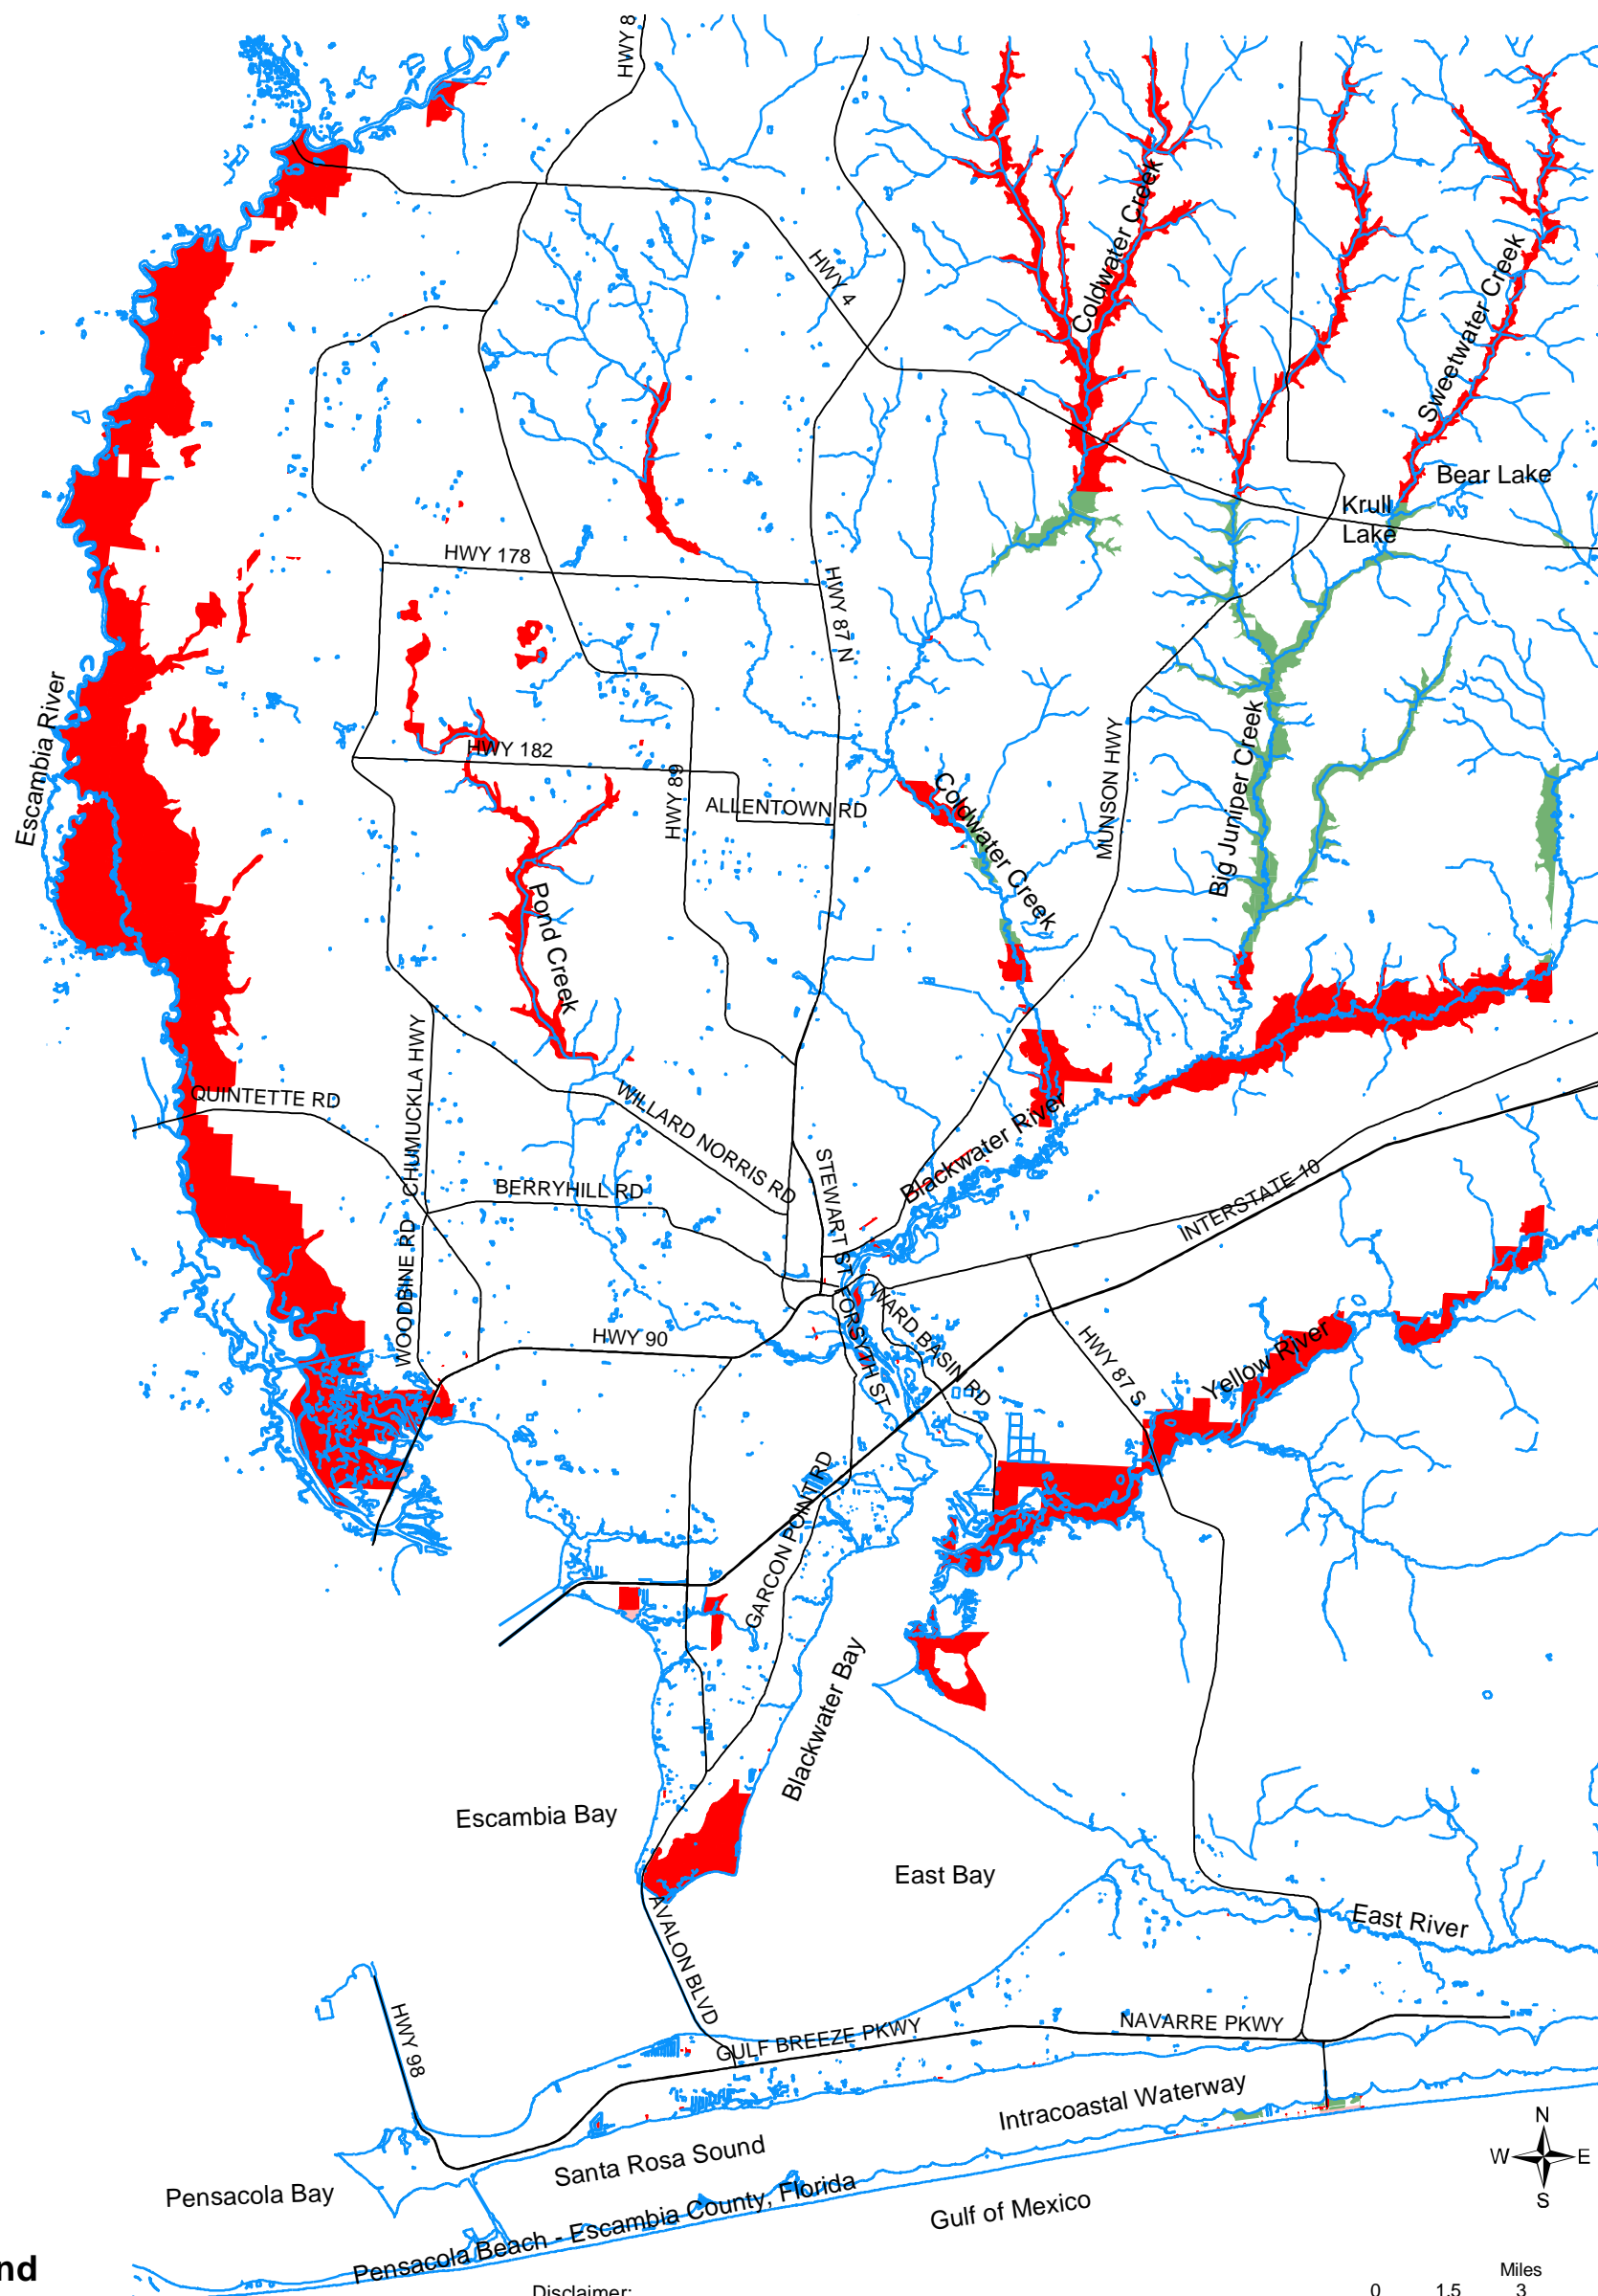 HWY 8
HWY 4
Coldwater Creek
Sweetwater Creek
Bear Lake
Krull
Lake
HWY 178
HWY 87 N
Escambia River
HWY 182
HWY 89
ALLENTOWN RD
Coldwater Creek
MUNSON HWY
Big Juniper Creek
Pond Creek
QUINTETTE RD
CHUMUCKLA HWY
WILLARD NORRIS RD
STEWART ST
Blackwater River
BERRYHILL RD
INTERSTATE 10
WOODBINE RD
HWY 90
FORSYTH ST
WARD BASIN RD
HWY 87 S
Yellow River
GARCON POINT RD
Blackwater Bay
Escambia Bay
East Bay
East River
AVALON BLVD
HWY 98
GULF BREEZE PKWY
NAVARRE PKWY
Intracoastal Waterway
Santa Rosa Sound
Pensacola Bay
Pensacola Beach - Escambia County, Florida
Gulf of Mexico
N
W E
S
nd
Disclaimer:
Miles
0 1.5 3